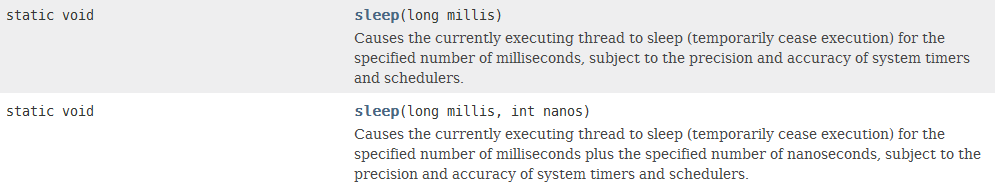 static void sleep(long millis)
Causes the currently executing thread to sleep (temporarily cease execution) for the
specified number of milliseconds, subject to the precision and accuracy of system timers
and schedulers.
static void sleep(long millis, int nanos)
Causes the currently executing thread to sleep (temporarily cease execution) for the
specified number of milliseconds plus the specified number of nanoseconds, subject to the
precision and accuracy of system timers and schedulers.